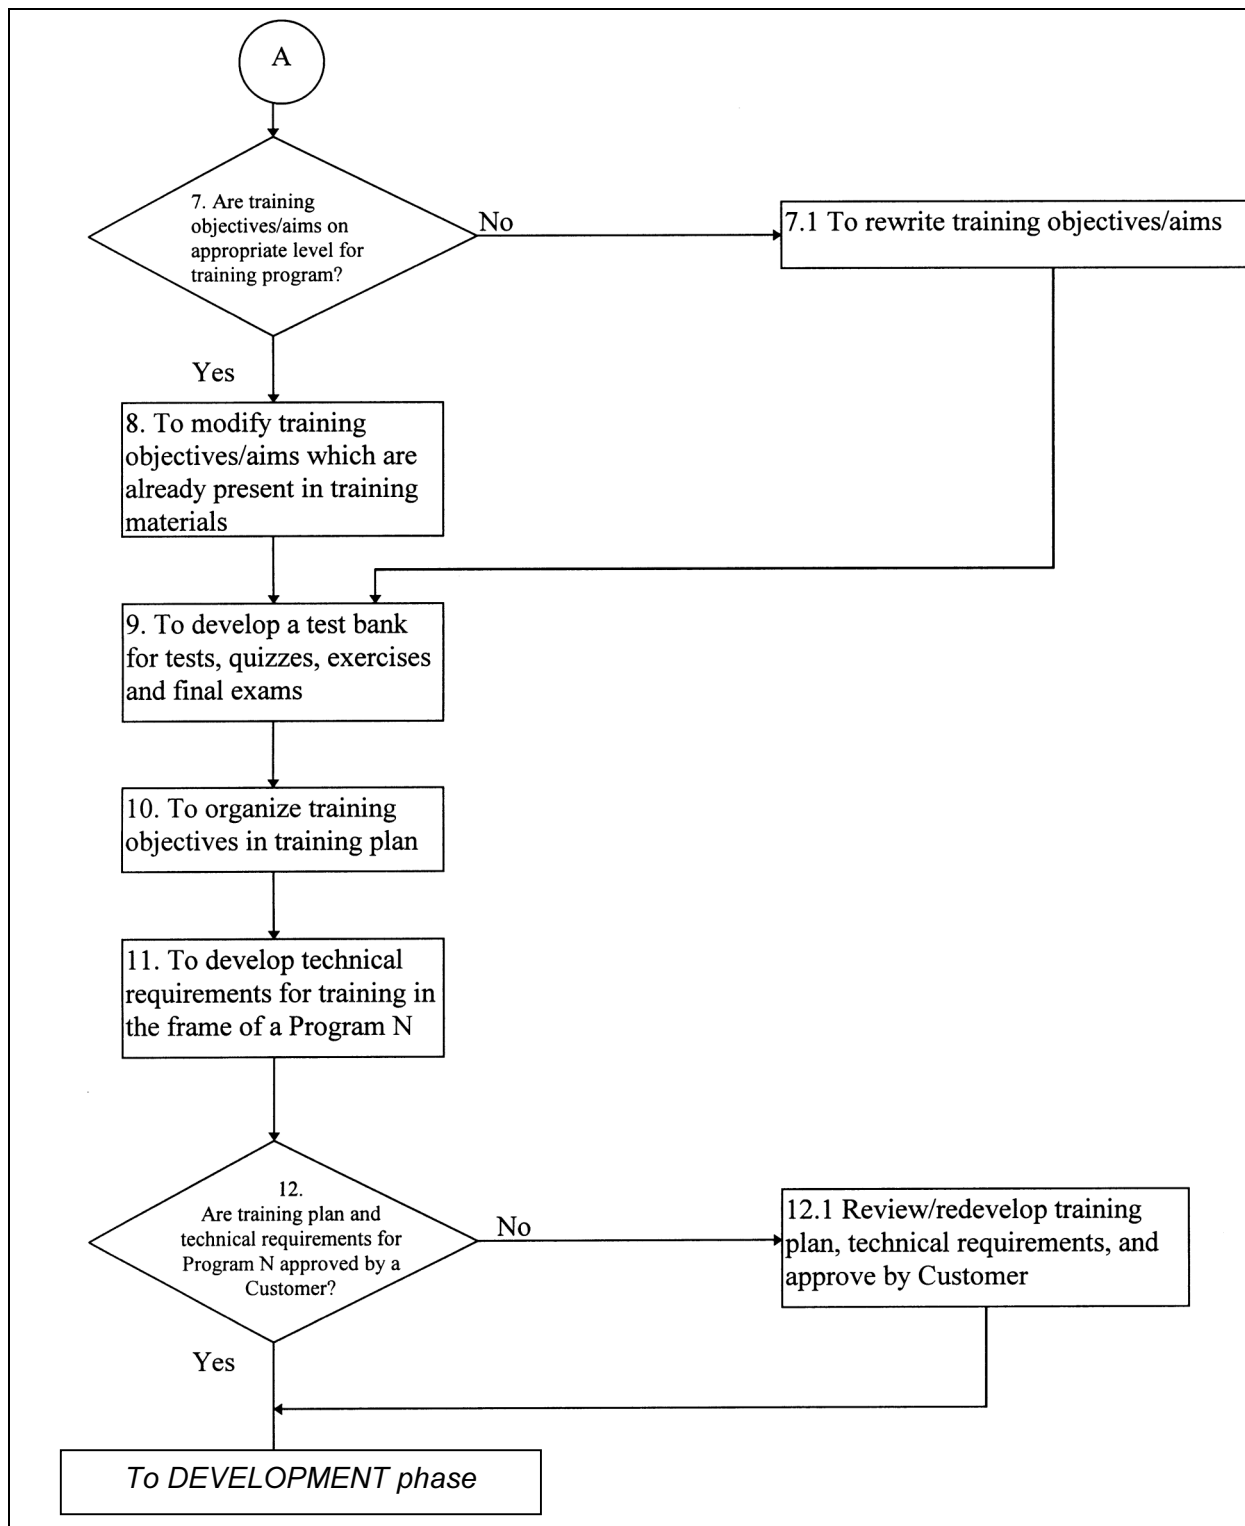 A
7. Are training
objectives/aims on
appropriate level for
training program?
No
7.1 To rewrite training objectives/aims
Yes
8. To modify training
objectives/aims which are
already present in training
materials
9. To develop a test bank
for tests, quizzes, exercises
and final exams
10. To organize training
objectives in training plan
11. To develop technical
requirements for training in
the frame of a Program N
12.
Are training plan and
technical requirements for
Program N approved by a
Customer?
No
12.1 Review/redevelop training
plan, technical requirements, and
approve by Customer
Yes
To DEVELOPMENT phase